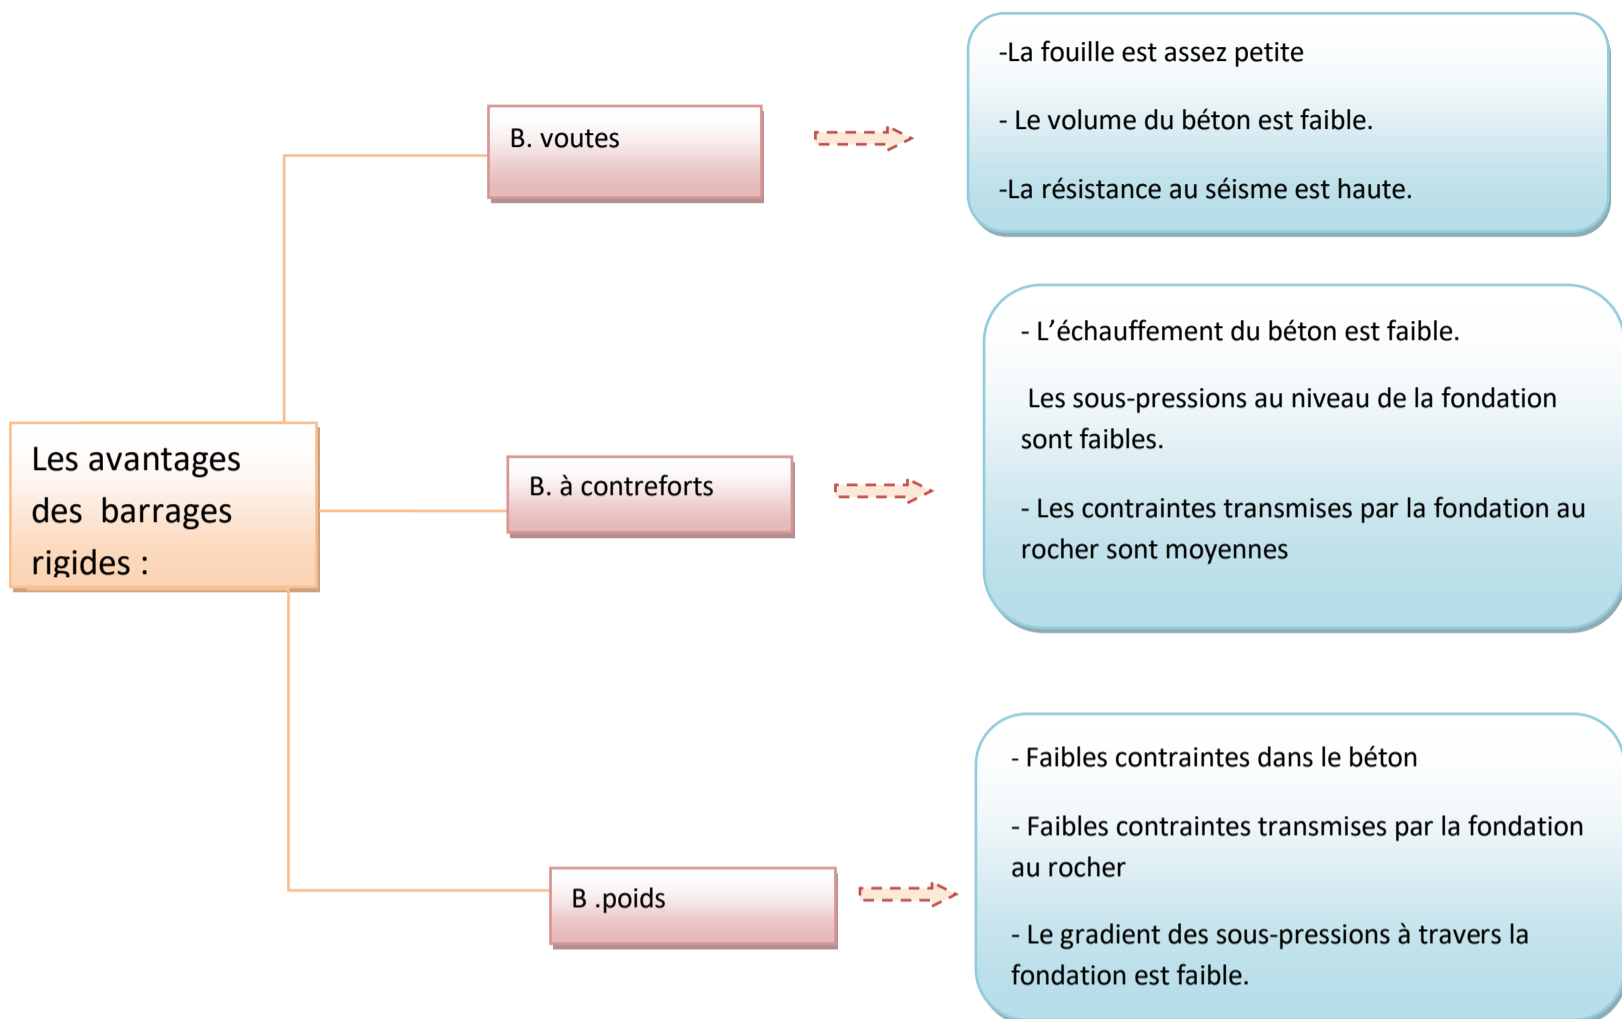 Les avantages
des barrages
rigides :
B. voutes
-La fouille est assez petite
- Le volume du béton est faible.
-La résistance au séisme est haute.
B. à contreforts
- L’échauffement du béton est faible.
Les sous-pressions au niveau de la fondation
sont faibles.
- Les contraintes transmises par la fondation au
rocher sont moyennes
B .poids
- Faibles contraintes dans le béton
- Faibles contraintes transmises par la fondation
au rocher
- Le gradient des sous-pressions à travers la
fondation est faible.